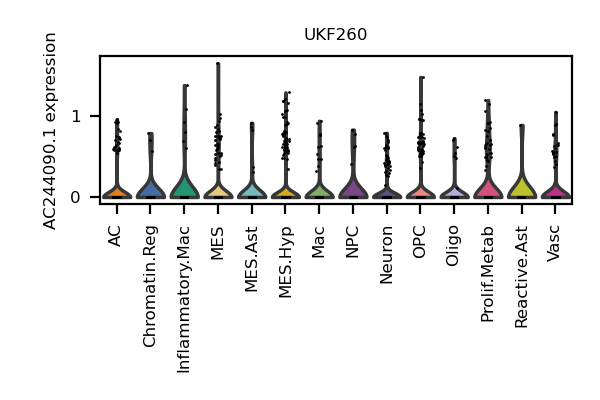 UKF260
AC244090.1 expression
1
0
AC
Chromatin.Reg
Inflammatory.Mac
MES
MES.Ast
MES.Hyp
Mac
NPC
Neuron
OPC
Oligo
Prolif.Metab
Reactive.Ast
Vasc